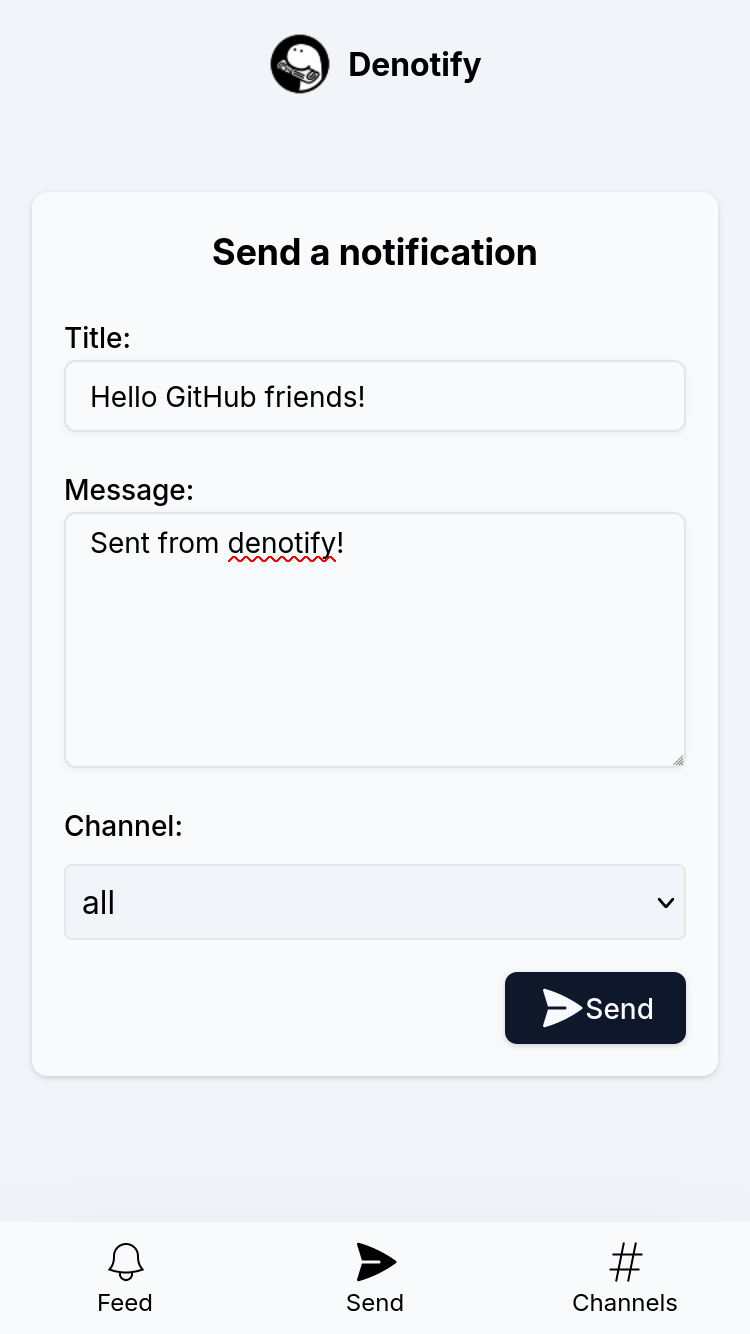 Denotify
Send a notification
Title:
Hello GitHub friends!
Message:
Sent from denotify!
Channel:
all
Send
Feed
Send
Channels